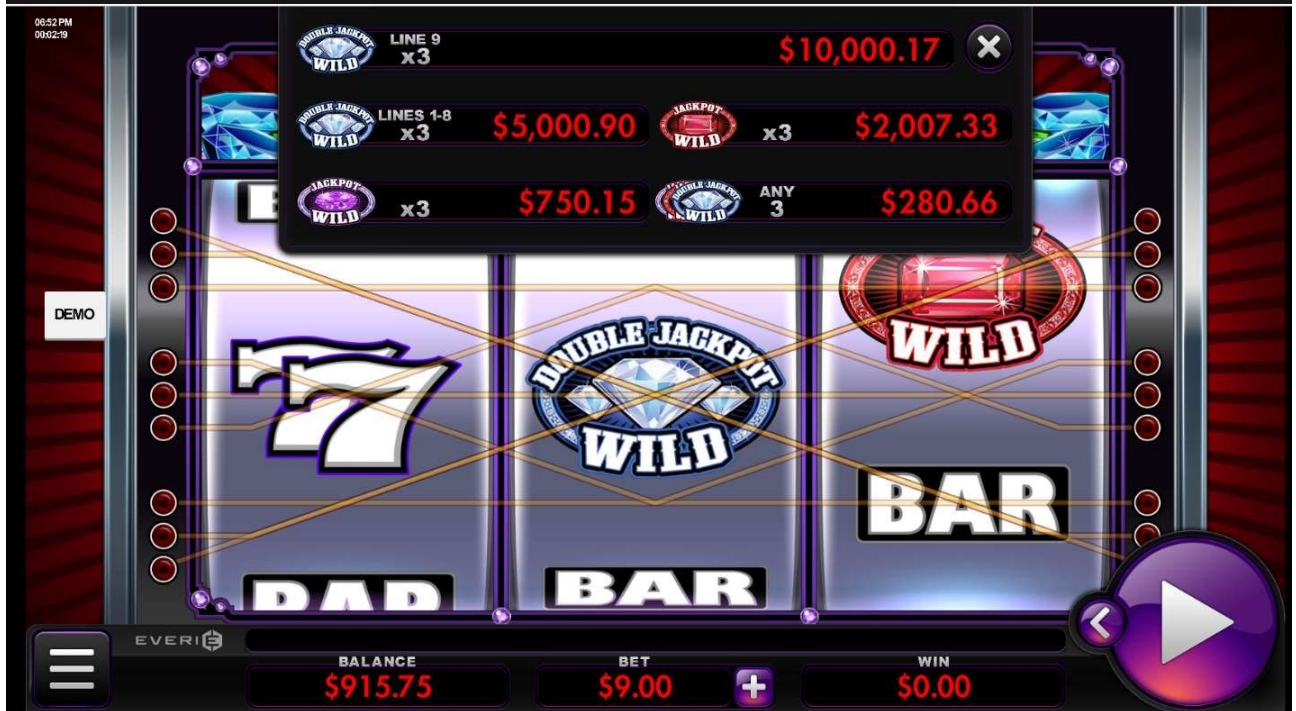 06:52 PM
00:02:19
DOUBLE JACKPOT
WILD
LINE 9
x3
$10,000.17
DOUBLE JACKPOT
WILD
LINES 1-8
x3
$5,000.90
JACKPOT
WILD
x3
$2,007.33
JACKPOT
WILD
x3
$750.15
DOUBLE JACKPOT
WILD
ANY
3
$280.66
DEMO
77
DOUBLE JACKPOT
WILD
WILD
BAR
BAR
BAR
EVERI
BALANCE
$915.75
BET
$9.00
WIN
$0.00